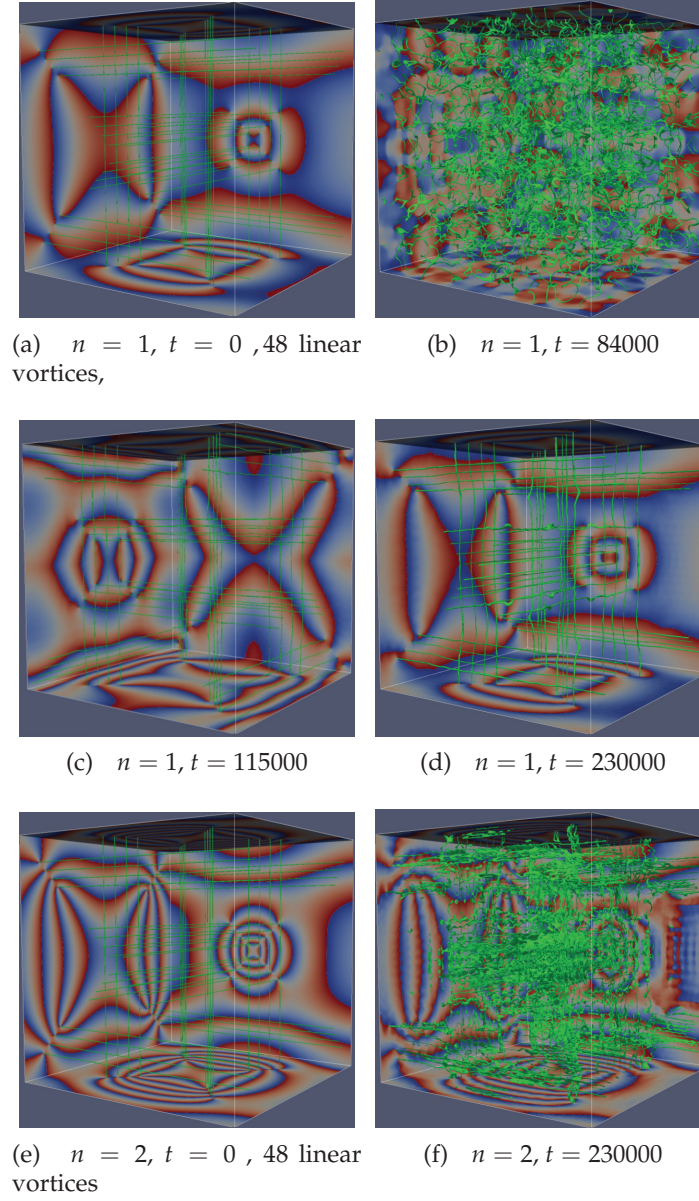 (a) n = 1, t = 0 ,48 linear
vortices,
(b) n = 1, t = 84000
(c) n = 1, t = 115000
(d) n = 1, t = 230000
(e) n = 2, t = 0 , 48 linear
vortices
(f) n = 2, t = 230000